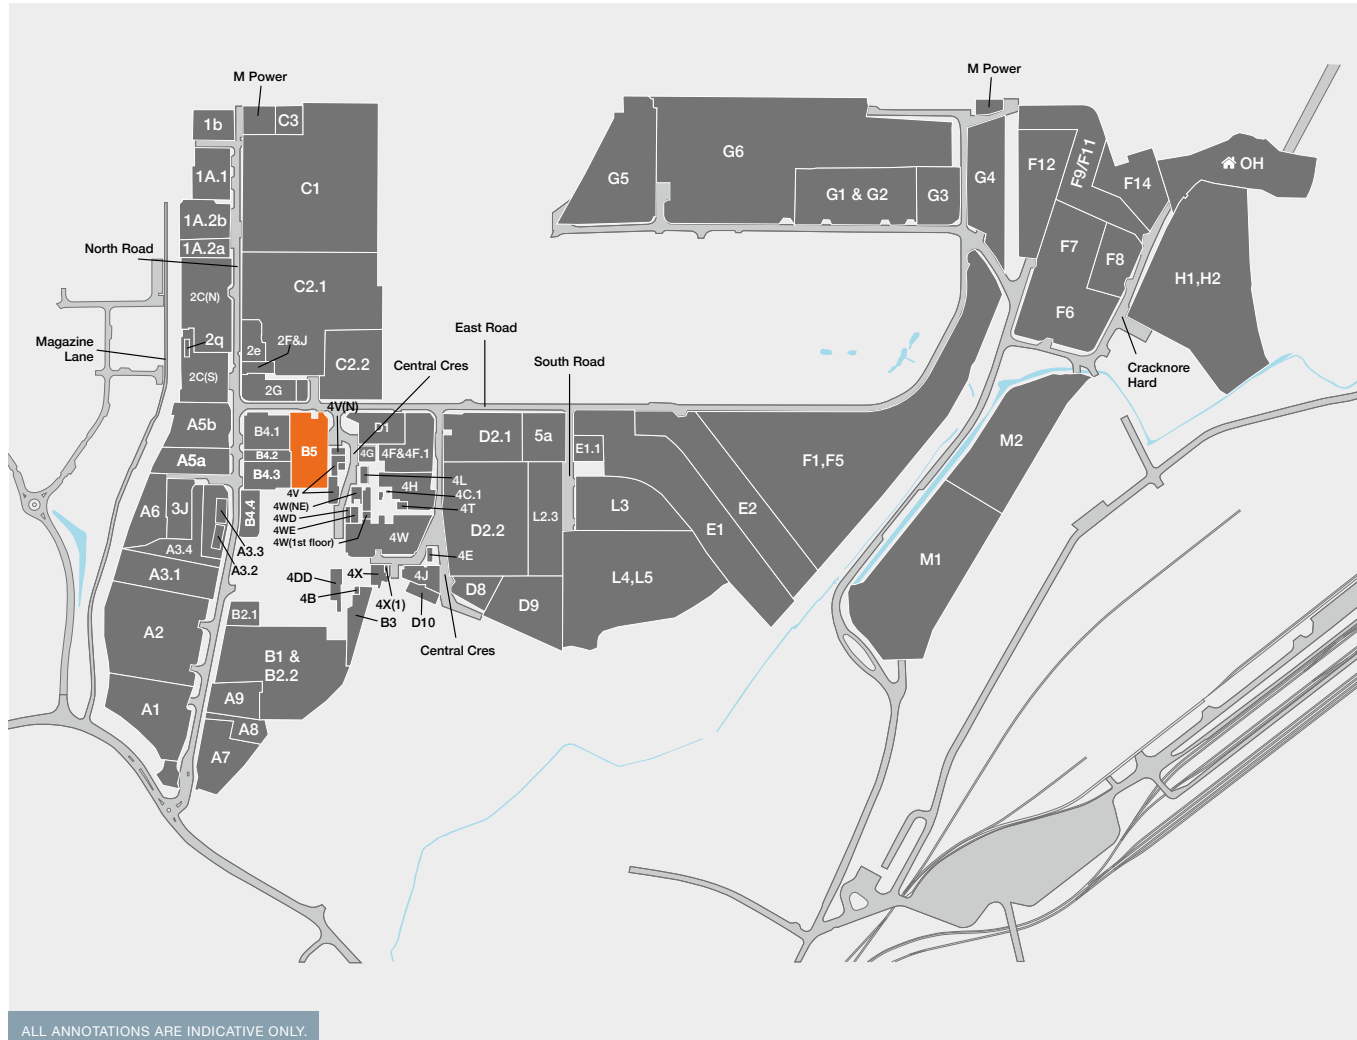 M Power
M Power
1b
C3
1A.1
C1
G5
G6
G1 & G2
G3
G4
F12
F9/F11
F14
OH
1A.2b
1A.2a
North Road
2C(N)
C2.1
F7
F8
H1,H2
F6
Magazine
Lane
2q
2e
2F&J
C2.2
East Road
Central Cres
South Road
Cracknore
Hard
2C(S)
2G
4V(N)
A5b
B4.1
B5
D1
D2.1
5a
E1.1
M2
A5a
B4.2
B4.3
4G
4F&4F.1
F1,F5
4L
4H
4V
4C.1
4W(NE)
4T
A6
3J
B4.4
4WD
4WE
4W(1st floor)
4W
D2.2
L2.3
L3
E1
E2
A3.4
A3.3
A3.2
4E
M1
A3.1
4DD
4X
4J
4B
4X(1)
D8
L4,L5
D9
A2
B2.1
B3
D10
Central Cres
B1 &
B2.2
A9
A1
A8
A7
ALL ANNOTATIONS ARE INDICATIVE ONLY.